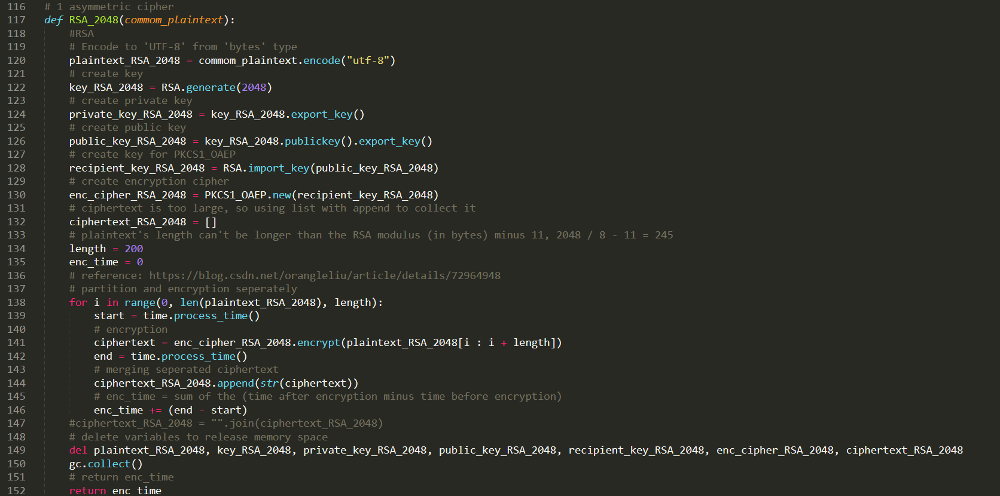 116 # 1 asymmetric cipher
117 def RSA_2048(commom_plaintext):
118 #RSA
119 # Encode to 'UTF-8' from 'bytes' type
120 plaintext_RSA_2048 = commom_plaintext.encode("utf-8")
121 # create key
122 key_RSA_2048 = RSA.generate(2048)
123 # create private key
124 private_key_RSA_2048 = key_RSA_2048.export_key()
125 # create public key
126 public_key_RSA_2048 = key_RSA_2048.publickey().export_key()
127 # create key for PKCS1_OAEP
128 recipient_key_RSA_2048 = RSA.import_key(public_key_RSA_2048)
129 # create encryption cipher
130 enc_cipher_RSA_2048 = PKCS1_OAEP.new(recipient_key_RSA_2048)
131 # ciphertext is too large, so using list with append to collect it
132 ciphertext_RSA_2048 = []
133 # plaintext's length can't be longer than the RSA modulus (in bytes) minus 11, 2048 / 8 - 11 = 245
134 length = 200
135 enc_time = 0
136 # reference: https://blog.csdn.net/orangleliu/article/details/72964948
137 # partition and encryption seperately
138 for i in range(0, len(plaintext_RSA_2048), length):
139 start = time.process_time()
140 # encryption
141 ciphertext = enc_cipher_RSA_2048.encrypt(plaintext_RSA_2048[i : i + length])
142 end = time.process_time()
143 # merging seperated ciphertext
144 ciphertext_RSA_2048.append(str(ciphertext))
145 # enc_time = sum of the (time after encryption minus time before encryption)
146 enc_time += (end - start)
147 #ciphertext_RSA_2048 = "".join(ciphertext_RSA_2048)
148 # delete variables to release memory space
149 del plaintext_RSA_2048, key_RSA_2048, private_key_RSA_2048, public_key_RSA_2048, recipient_key_RSA_2048, enc_cipher_RSA_2048, ciphertext_RSA_2048
150 gc.collect()
151 # return enc_time
152 return enc_time